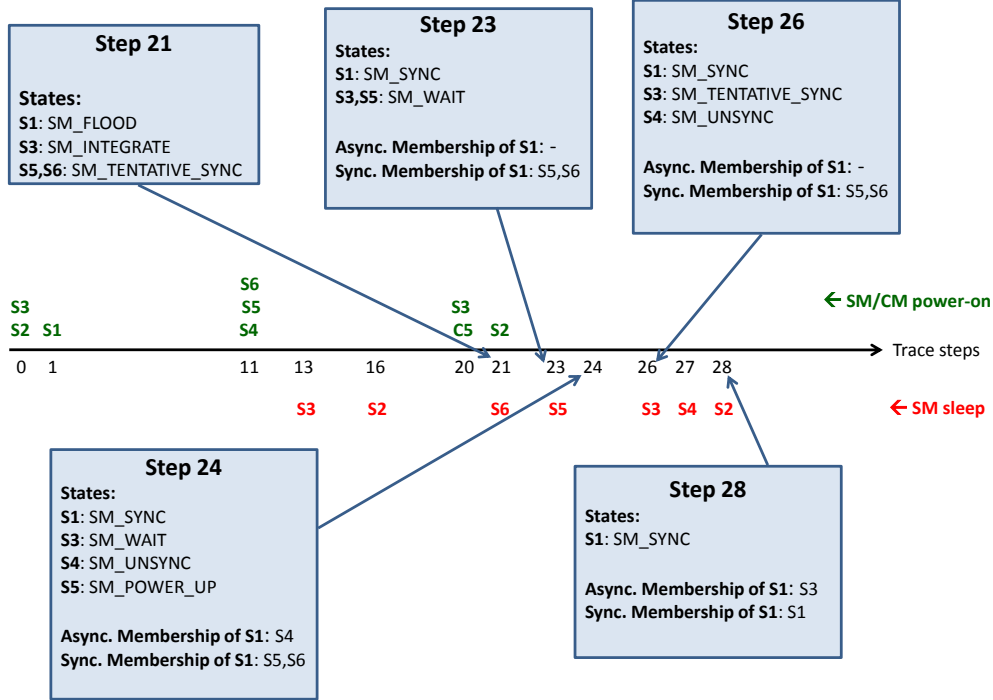 Step 21
States:
S1: SM_FLOOD
S3: SM_INTEGRATE
S5,S6: SM_TENTATIVE_SYNC
Step 23
States:
S1: SM_SYNC
S3,S5: SM_WAIT
Async. Membership of S1: -
Sync. Membership of S1: S5,S6
Step 26
States:
S1: SM_SYNC
S3: SM_TENTATIVE_SYNC
S4: SM_UNSYNC
Async. Membership of S1: -
Sync. Membership of S1: S5,S6
S6
S3 S5 S3 ← SM/CM power-on
S2 S1 S4 C5 S2
Trace steps
0 1 11 13 16 20 21 23 24 26 27 28
S3 S2 S6 S5 S3 S4 S2 ← SM sleep
Step 24
States:
S1: SM_SYNC
S3: SM_WAIT
S4: SM_UNSYNC
S5: SM_POWER_UP
Async. Membership of S1: S4
Sync. Membership of S1: S5,S6
Step 28
States:
S1: SM_SYNC
Async. Membership of S1: S3
Sync. Membership of S1: S1